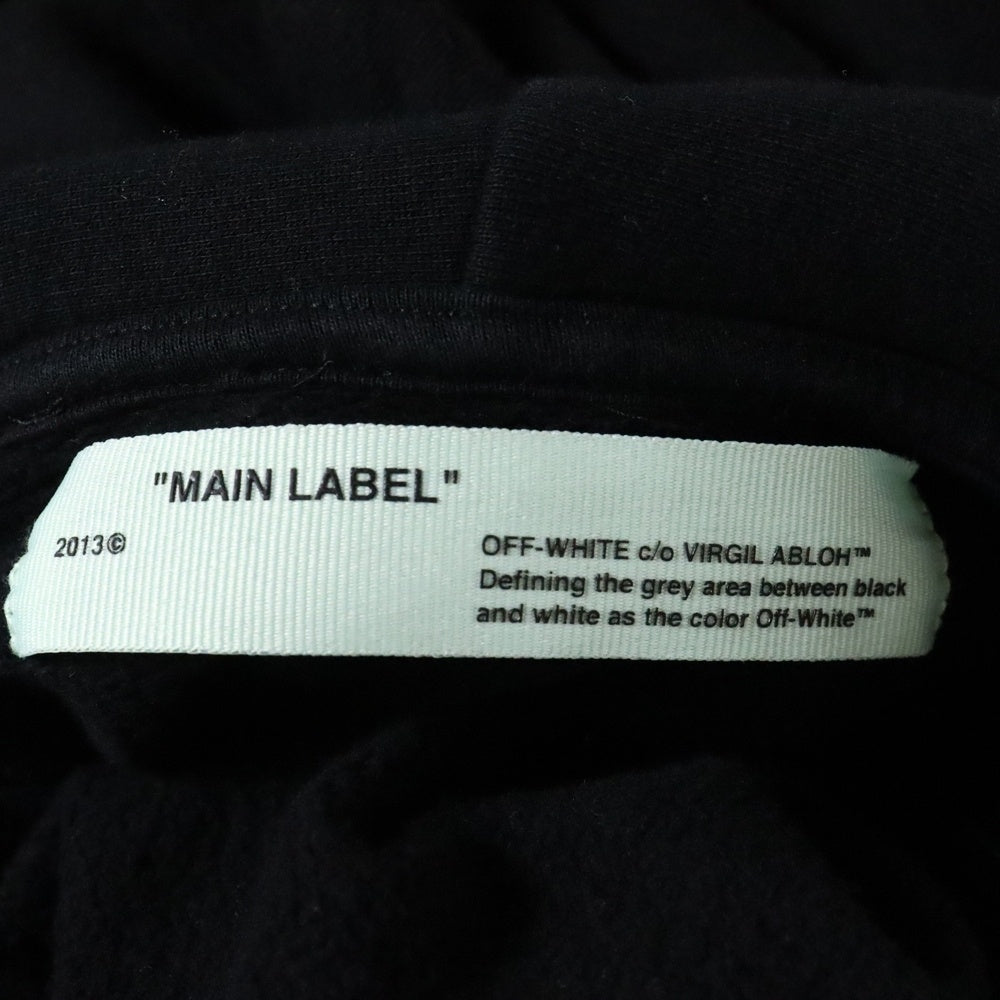 "MAIN LABEL"
2013©
OFF-WHITE c/o VIRGIL ABLOH™
Defining the grey area between black
and white as the color Off-White™